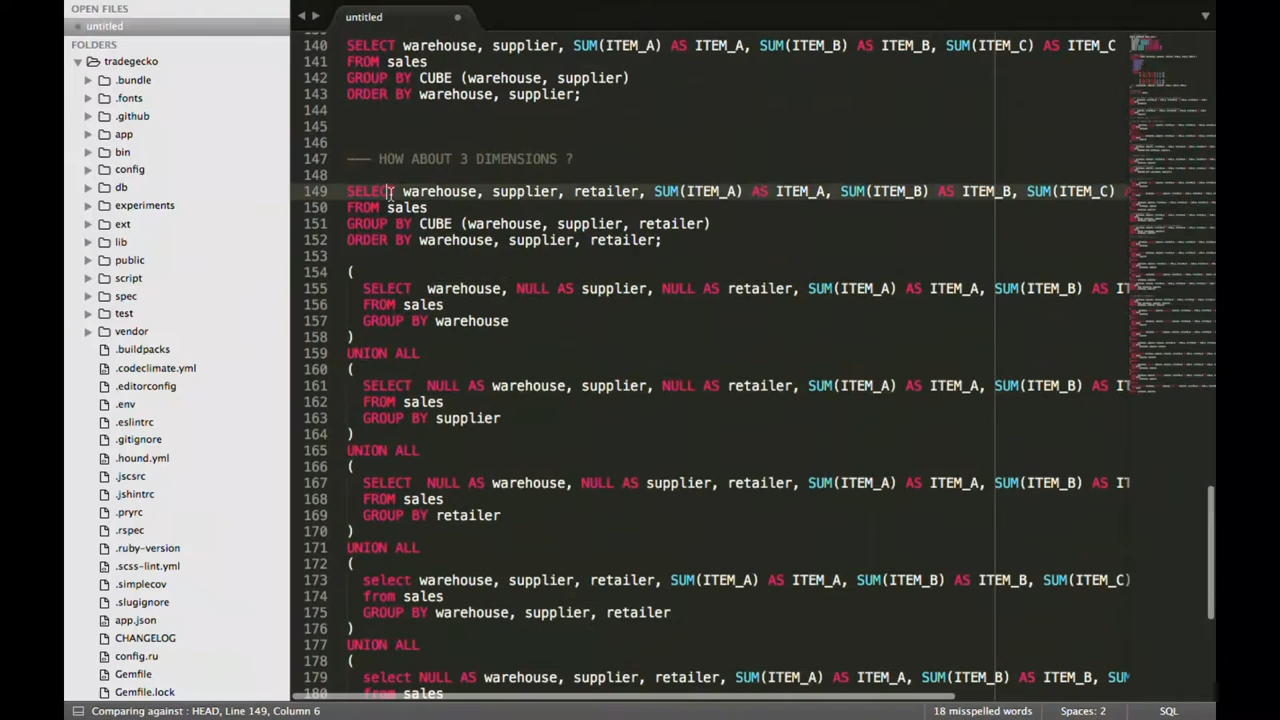 OPEN FILES
untitled
FOLDERS
tradegecko
.bundle
.fonts
.github
app
bin
config
db
experiments
ext
lib
public
script
spec
test
vendor
.buildpacks
.codeclimate.yml
.editorconfig
.env
.eslintrc
.gitignore
.hound.yml
.jscsrc
.jshintrc
.pryrc
.rspec
.ruby-version
.scss-lint.yml
.simplecov
.slugignore
app.json
CHANGELOG
config.ru
Gemfile
Gemfile.lock
untitled
140 SELECT warehouse, supplier, SUM(ITEM_A) AS ITEM_A, SUM(ITEM_B) AS ITEM_B, SUM(ITEM_C) AS ITEM_C
141 FROM sales
142 GROUP BY CUBE (warehouse, supplier)
143 ORDER BY warehouse, supplier;
144
145
146
147 --- HOW ABOUT 3 DIMENSIONS ?
148
149 SELECT warehouse, supplier, retailer, SUM(ITEM_A) AS ITEM_A, SUM(ITEM_B) AS ITEM_B, SUM(ITEM_C)
150 FROM sales
151 GROUP BY CUBE (warehouse, supplier, retailer)
152 ORDER BY warehouse, supplier, retailer;
153
154 (
155 SELECT warehouse, NULL AS supplier, NULL AS retailer, SUM(ITEM_A) AS ITEM_A, SUM(ITEM_B) AS IT
156 FROM sales
157 GROUP BY warehouse
158 )
159 UNION ALL
160 (
161 SELECT NULL AS warehouse, supplier, NULL AS retailer, SUM(ITEM_A) AS ITEM_A, SUM(ITEM_B) AS IT
162 FROM sales
163 GROUP BY supplier
164 )
165 UNION ALL
166 (
167 SELECT NULL AS warehouse, NULL AS supplier, retailer, SUM(ITEM_A) AS ITEM_A, SUM(ITEM_B) AS IT
168 FROM sales
169 GROUP BY retailer
170 )
171 UNION ALL
172 (
173 select warehouse, supplier, retailer, SUM(ITEM_A) AS ITEM_A, SUM(ITEM_B) AS ITEM_B, SUM(ITEM_C)
174 from sales
175 GROUP BY warehouse, supplier, retailer
176 )
177 UNION ALL
178 (
179 select NULL AS warehouse, supplier, retailer, SUM(ITEM_A) AS ITEM_A, SUM(ITEM_B) AS ITEM_B, SUM
180 from sales
Comparing against : HEAD, Line 149, Column 6
18 misspelled words
Spaces: 2
SQL